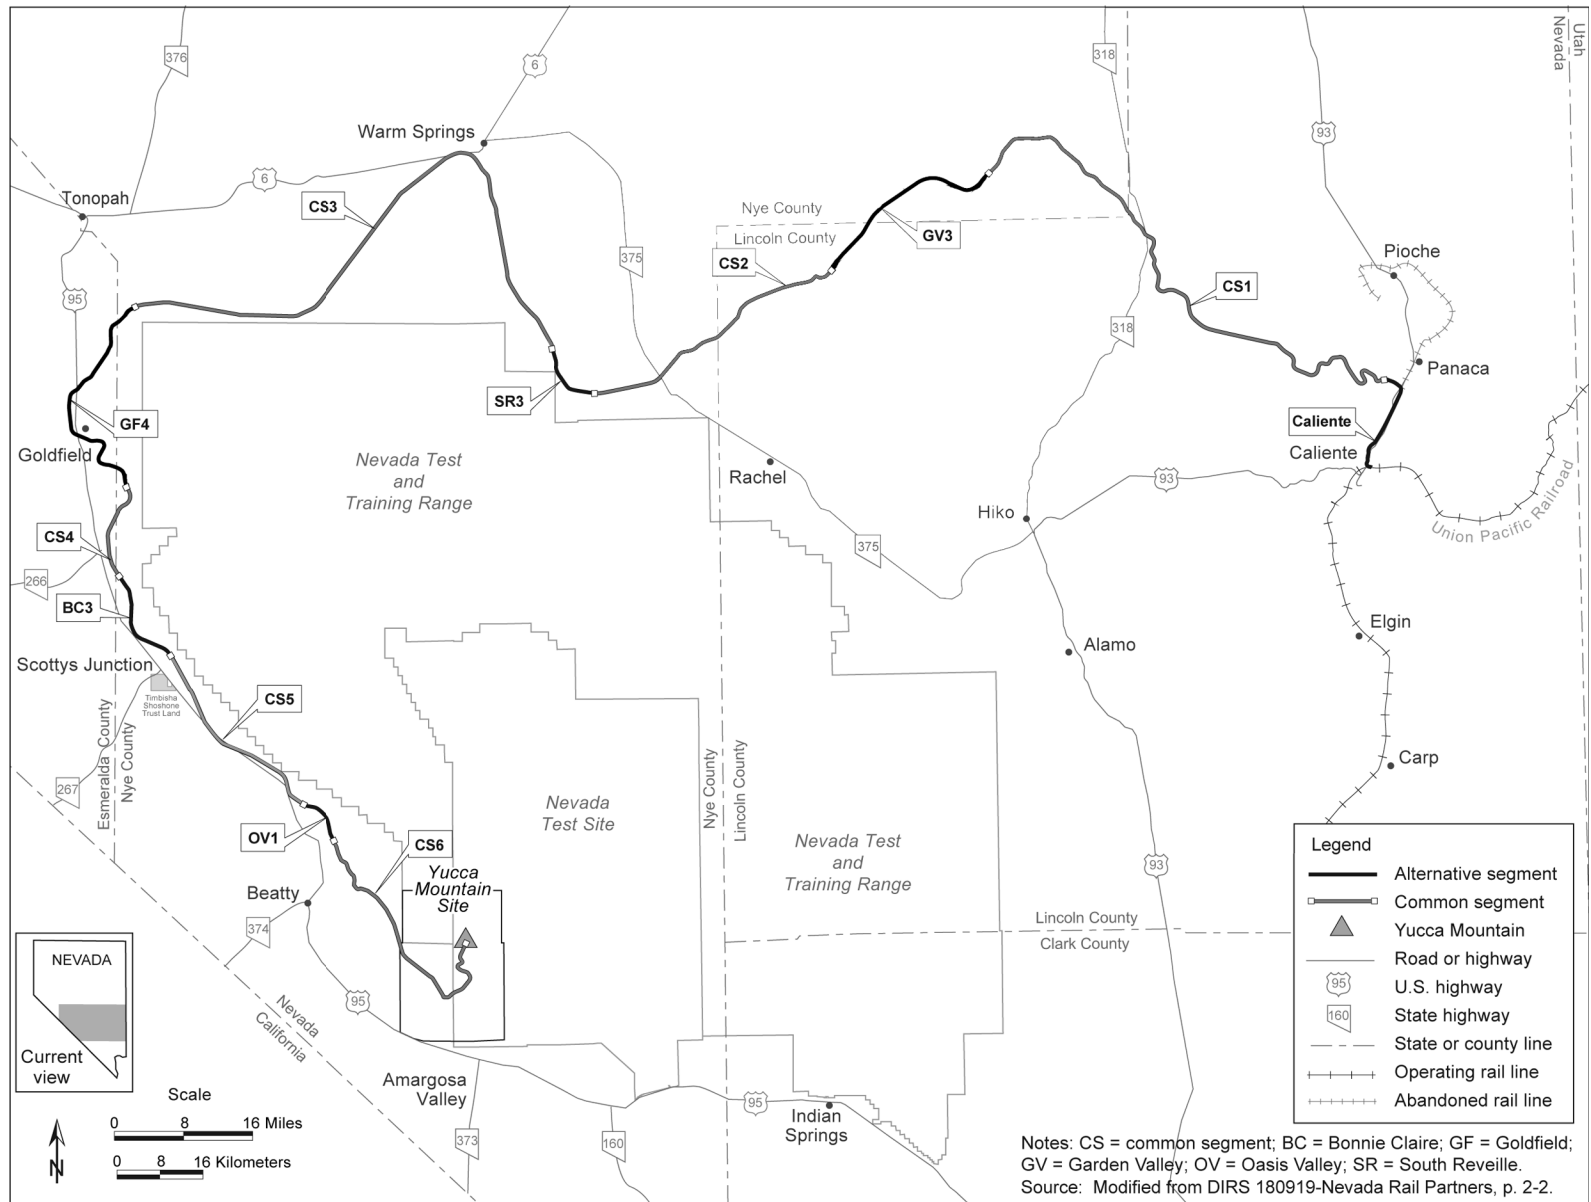 376
6
318
Utah
Nevada
93
Warm Springs
Tonopah
6
CS3
Nye County
Lincoln County
GV3
CS2
375
Pioche
CS1
95
318
Panaca
SR3
GF4
Goldfield
Caliente
Caliente
Nevada Test
and
Training Range
Rachel
93
Hiko
Union Pacific Railroad
CS4
375
266
BC3
Elgin
Scottys Junction
Timbisha
Shoshone
Trust Land
Alamo
CS5
Esmeralda County
Nye County
Nye County
Lincoln County
Carp
267
Nevada
Test Site
OV1
CS6
Nevada Test
and
Training Range
93
Yucca
Mountain
Site
Beatty
374
Lincoln County
Clark County
95
Nevada
California
Amargosa
Valley
373
160
95
Indian
Springs
NEVADA
Current
view
Scale
0 8 16 Miles
0 8 16 Kilometers
N
Legend
Alternative segment
Common segment
Yucca Mountain
Road or highway
95 U.S. highway
160 State highway
State or county line
Operating rail line
Abandoned rail line
Notes: CS = common segment; BC = Bonnie Claire; GF = Goldfield;
GV = Garden Valley; OV = Oasis Valley; SR = South Reveille.
Source: Modified from DIRS 180919-Nevada Rail Partners, p. 2-2.